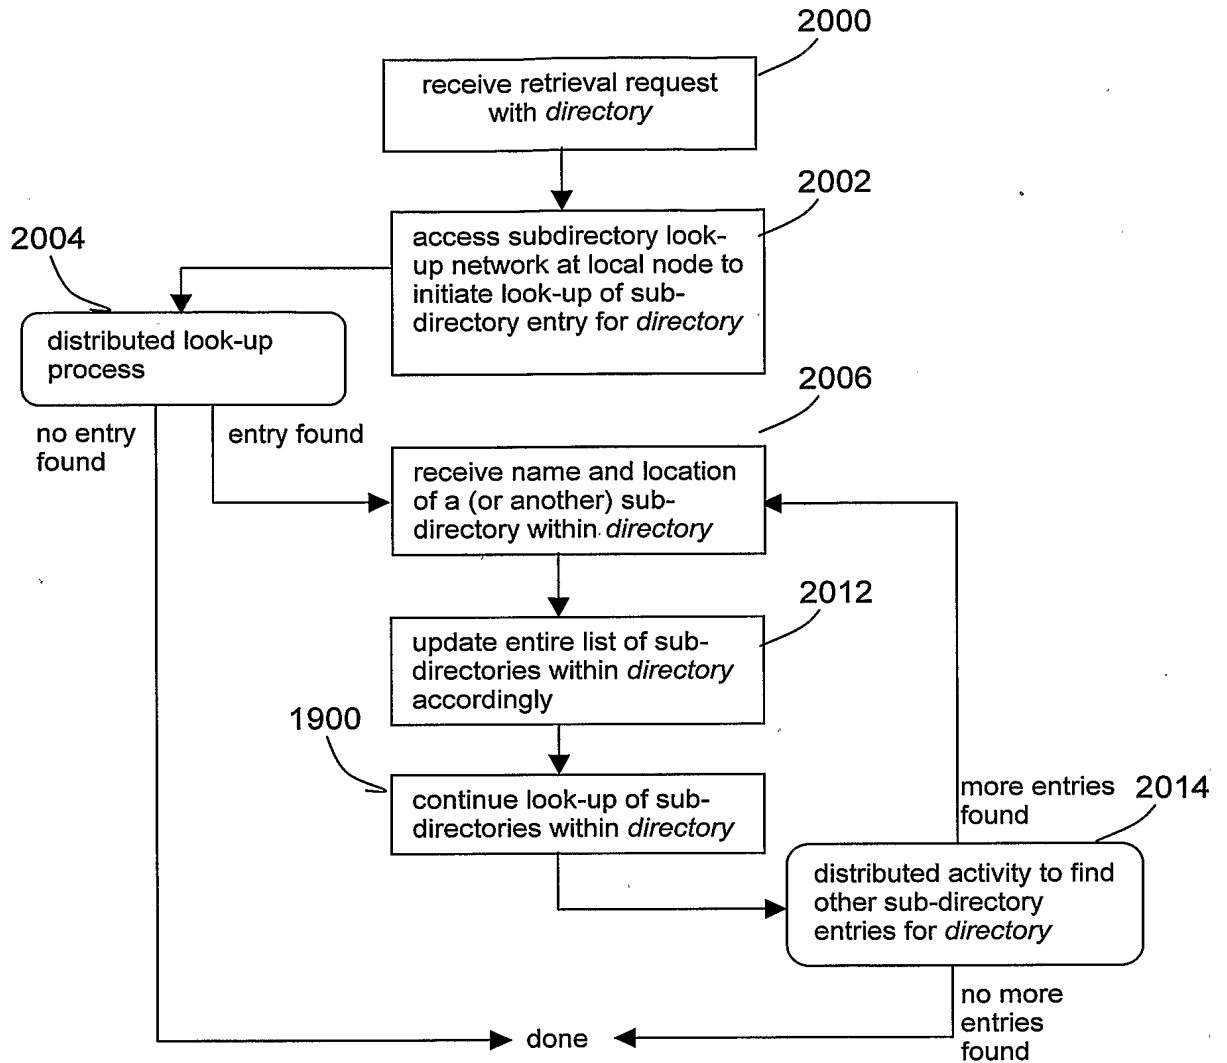 2000
receive retrieval request
with directory
2002
access subdirectory look-
up network at local node to
initiate look-up of sub-
directory entry for directory
2004
distributed look-up
process
no entry
found
entry found
2006
receive name and location
of a (or another) sub-
directory within directory
2012
update entire list of sub-
directories within directory
accordingly
1900
continue look-up of sub-
directories within directory
more entries
found
2014
distributed activity to find
other sub-directory
entries for directory
no more
entries
found
done